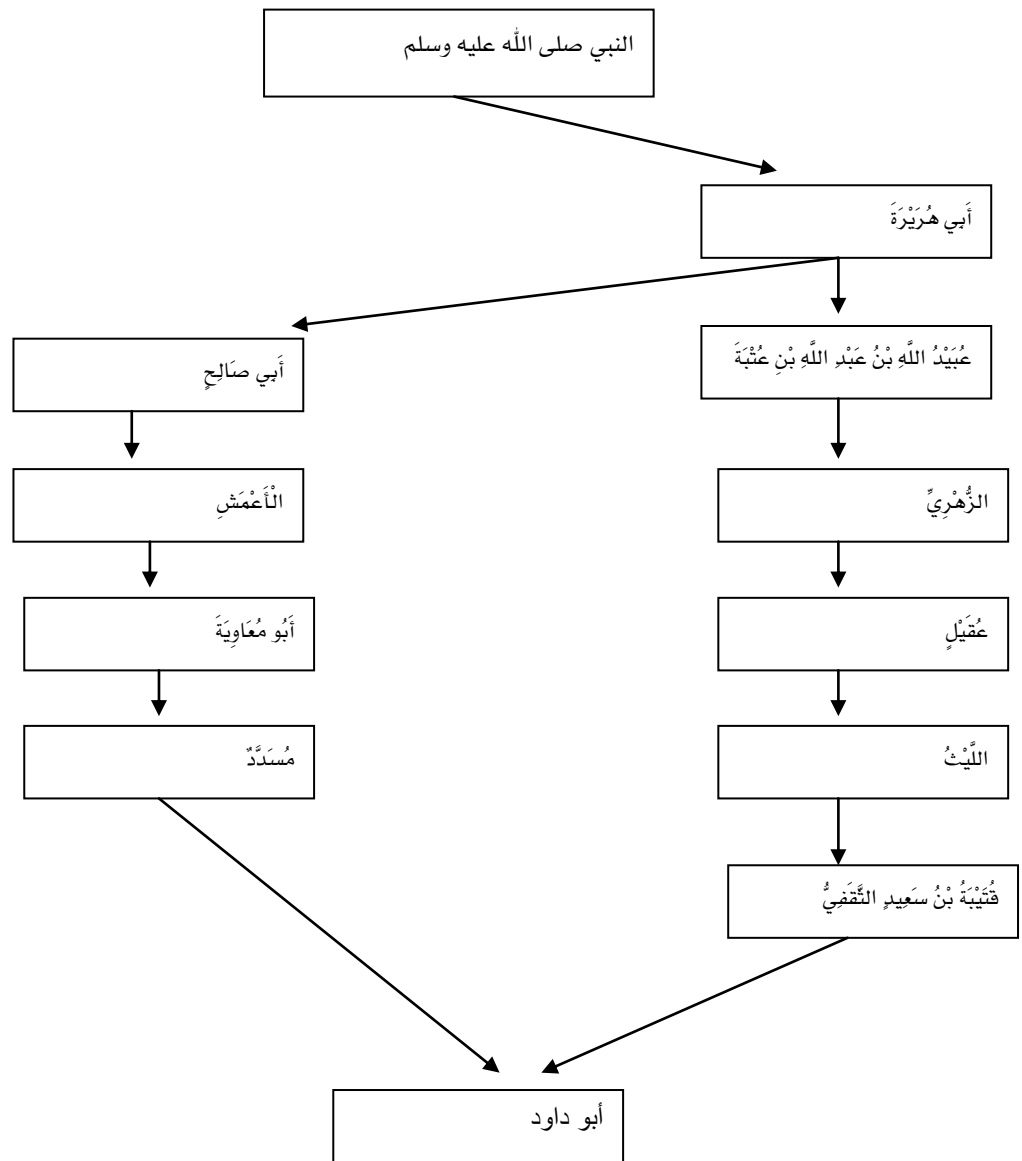 النبي صلى الله عليه وسلم
أَبِي هُرَيْرَةَ
عُبَيْدُ اللَّهِ بْنُ عَبْدِ اللَّهِ بْنِ عُتْبَةَ
أَبِي صَالِحٍ
الزُّهْرِيِّ
الْأَعْمَشِ
عُقَيْلٍ
أَبُو مُعَاوِيَةَ
اللَّيْثُ
مُسَدَّدٌ
قُتَيْبَةُ بْنُ سَعِيدٍ الثَّقَفِيُّ
أبو داود